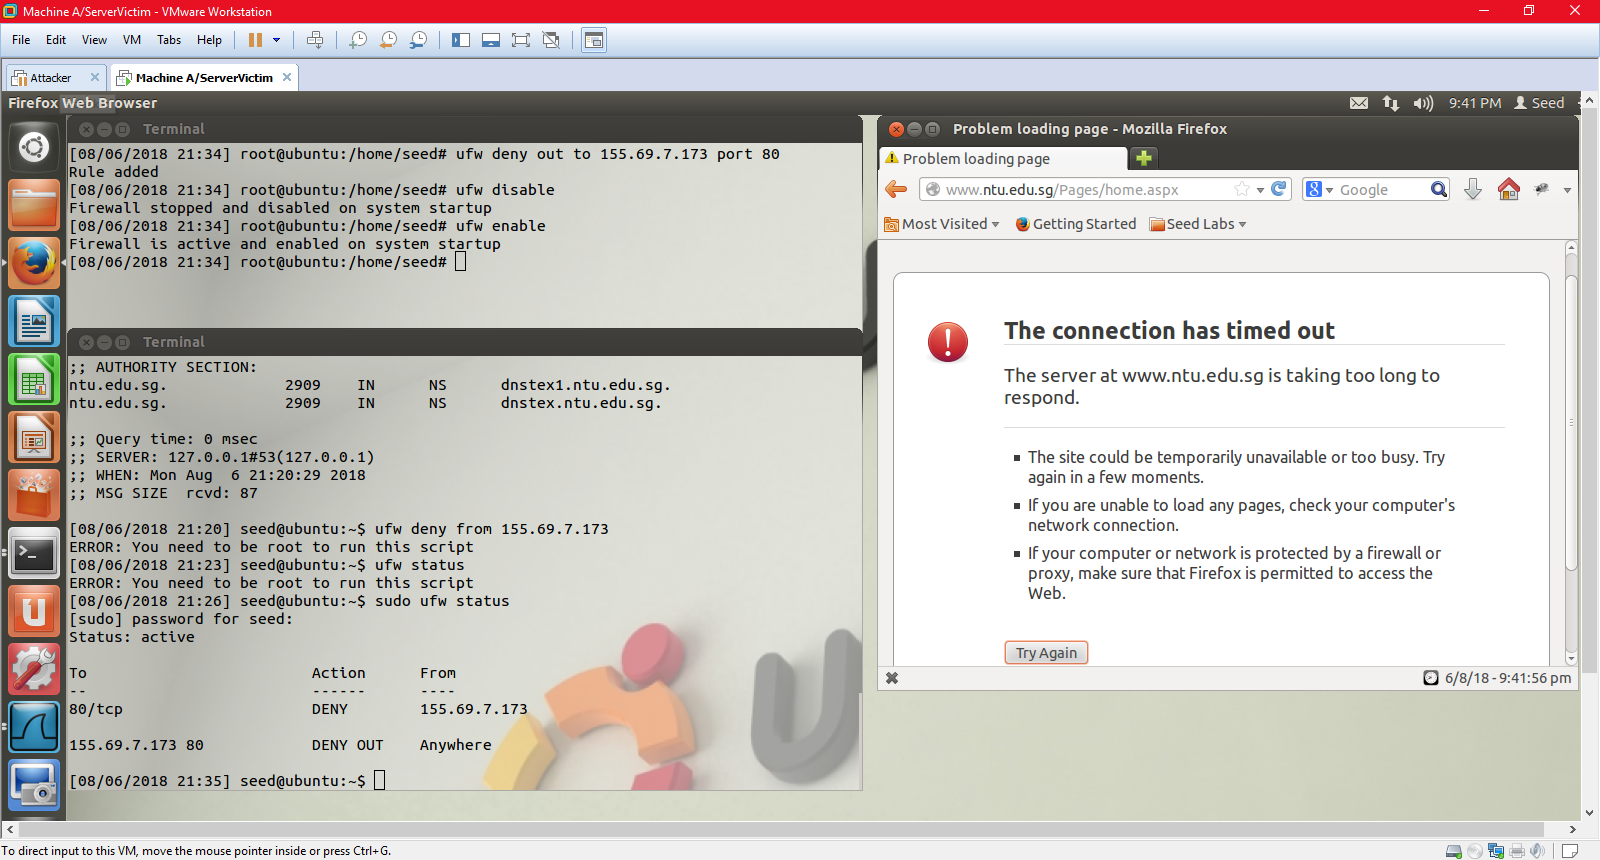 Machine A/ServerVictim - VMware Workstation
File Edit View VM Tabs Help
Attacker Machine A/ServerVictim
Firefox Web Browser 9:41 PM Seed
Terminal
[08/06/2018 21:34] root@ubuntu:/home/seed# ufw deny out to 155.69.7.173 port 80
Rule added
[08/06/2018 21:34] root@ubuntu:/home/seed# ufw disable
Firewall stopped and disabled on system startup
[08/06/2018 21:34] root@ubuntu:/home/seed# ufw enable
Firewall is active and enabled on system startup
[08/06/2018 21:34] root@ubuntu:/home/seed#
Terminal
;; AUTHORITY SECTION:
ntu.edu.sg. 2909 IN NS dnstex1.ntu.edu.sg.
ntu.edu.sg. 2909 IN NS dnstex.ntu.edu.sg.
;; Query time: 0 msec
;; SERVER: 127.0.0.1#53(127.0.0.1)
;; WHEN: Mon Aug  6 21:20:29 2018
;; MSG SIZE  rcvd: 87
[08/06/2018 21:20] seed@ubuntu:~$ ufw deny from 155.69.7.173
ERROR: You need to be root to run this script
[08/06/2018 21:23] seed@ubuntu:~$ ufw status
ERROR: You need to be root to run this script
[08/06/2018 21:26] seed@ubuntu:~$ sudo ufw status
[sudo] password for seed:
Status: active
To Action From
-- ------ ----
80/tcp DENY 155.69.7.173
155.69.7.173 80 DENY OUT Anywhere
[08/06/2018 21:35] seed@ubuntu:~$
Problem loading page - Mozilla Firefox
Problem loading page
www.ntu.edu.sg/Pages/home.aspx Google
Most Visited Getting Started Seed Labs
The connection has timed out
The server at www.ntu.edu.sg is taking too long to
respond.
The site could be temporarily unavailable or too busy. Try
again in a few moments.
If you are unable to load any pages, check your computer's
network connection.
If your computer or network is protected by a firewall or
proxy, make sure that Firefox is permitted to access the
Web.
Try Again
6/8/18 - 9:41:56 pm
To direct input to this VM, move the mouse pointer inside or press Ctrl+G.